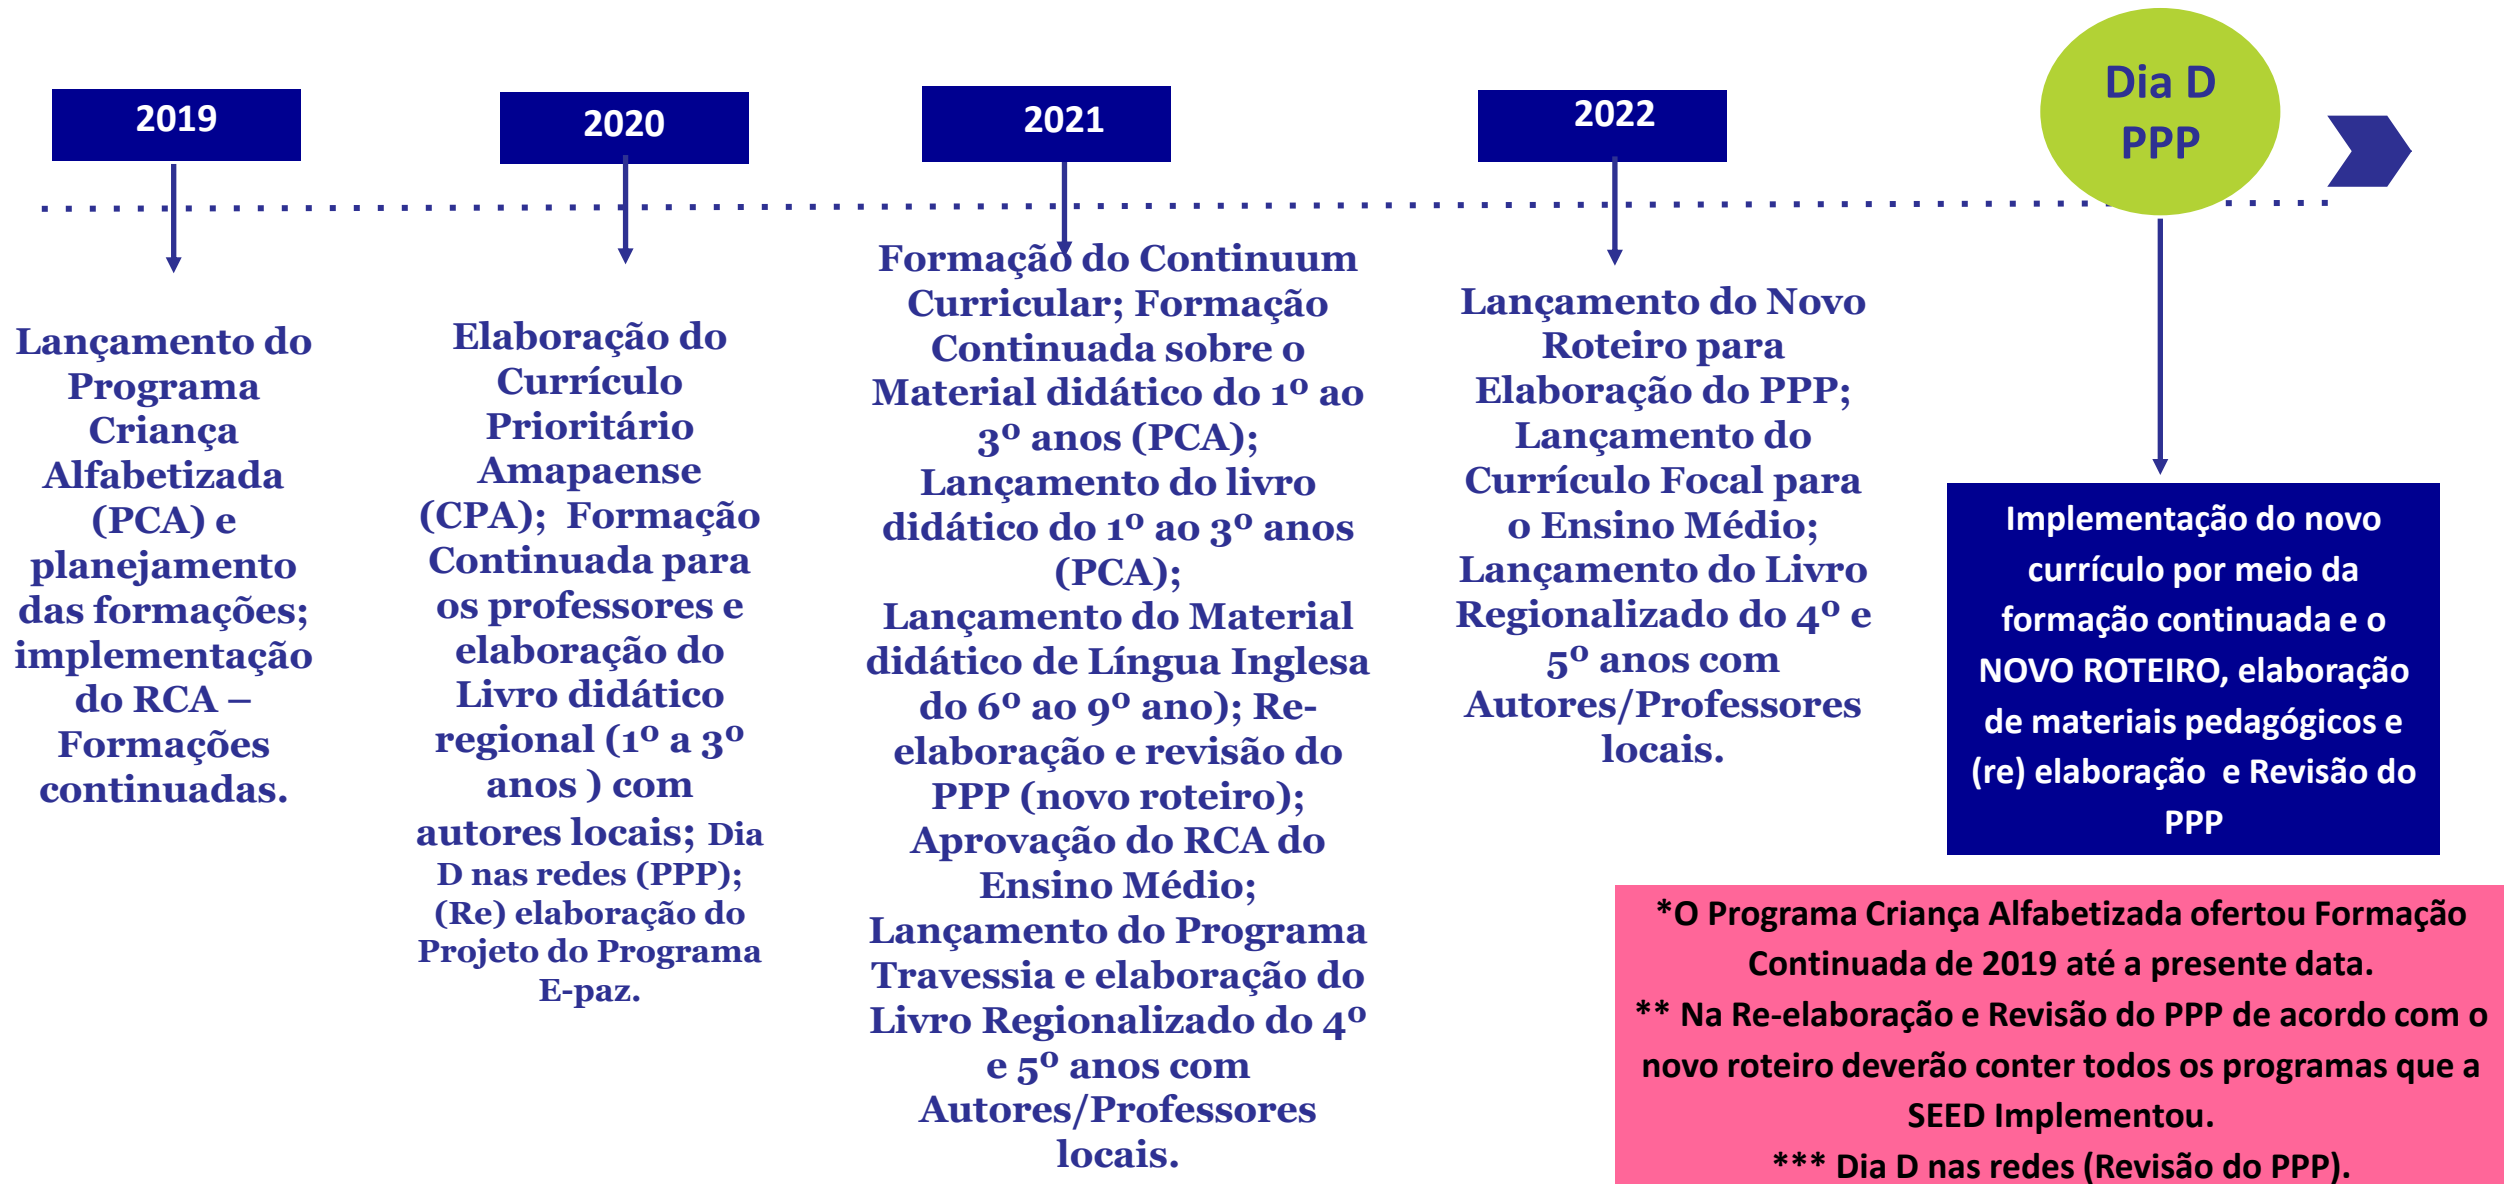 2019
Lançamento do
Programa
Criança
Alfabetizada
(PCA) e
planejamento
das formações;
implementação
do RCA –
Formações
continuadas.
2020
Elaboração do
Currículo
Prioritário
Amapaense
(CPA);  Formação
Continuada para
os professores e
elaboração do
Livro didático
regional (1º a 3º
anos ) com
autores locais; Dia
D nas redes (PPP);
(Re) elaboração do
Projeto do Programa
E-paz.
2021
Formação do Continuum
Curricular; Formação
Continuada sobre o
Material didático do 1º ao
3º anos (PCA);
Lançamento do livro
didático do 1º ao 3º anos
(PCA);
Lançamento do Material
didático de Língua Inglesa
do 6º ao 9º ano); Re-
elaboração e revisão do
PPP (novo roteiro);
Aprovação do RCA do
Ensino Médio;
Lançamento do Programa
Travessia e elaboração do
Livro Regionalizado do 4º
e 5º anos com
Autores/Professores
locais.
2022
Lançamento do Novo
Roteiro para
Elaboração do PPP;
Lançamento do
Currículo Focal para
o Ensino Médio;
Lançamento do Livro
Regionalizado do 4º e
5º anos com
Autores/Professores
locais.
Dia D
PPP
Implementação do novo
currículo por meio da
formação continuada e o
NOVO ROTEIRO, elaboração
de materiais pedagógicos e
(re) elaboração  e Revisão do
PPP
*O Programa Criança Alfabetizada ofertou Formação
Continuada de 2019 até a presente data.
** Na Re-elaboração e Revisão do PPP de acordo com o
novo roteiro deverão conter todos os programas que a
SEED Implementou.
*** Dia D nas redes (Revisão do PPP).